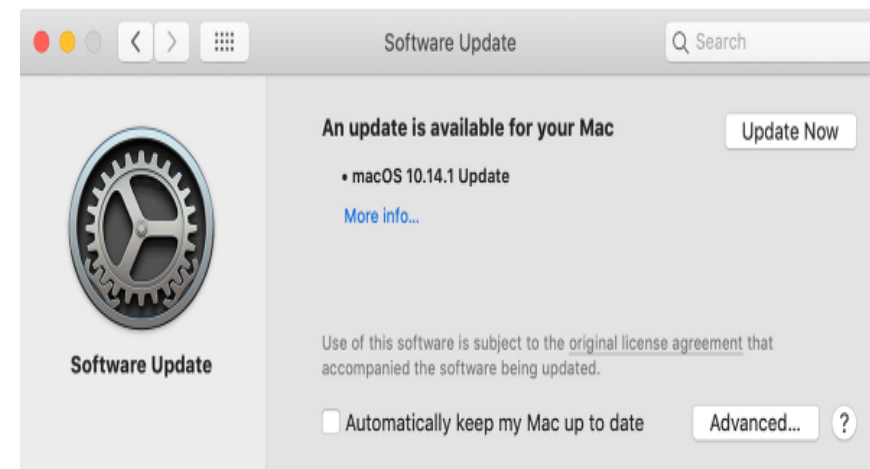 Software Update
Search
An update is available for your Mac
Update Now
• macOS 10.14.1 Update
More info...
Software Update
Use of this software is subject to the original license agreement that
accompanied the software being updated.
Automatically keep my Mac up to date
Advanced...
?